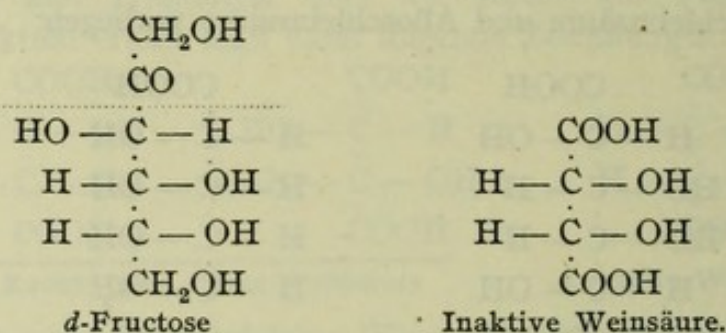 CH₂OH
CO
HO — C — H
H — C — OH
H — C — OH
CH₂OH
d-Fructose
COOH
H — C — OH
H — C — OH
COOH
Inaktive Weinsäure.